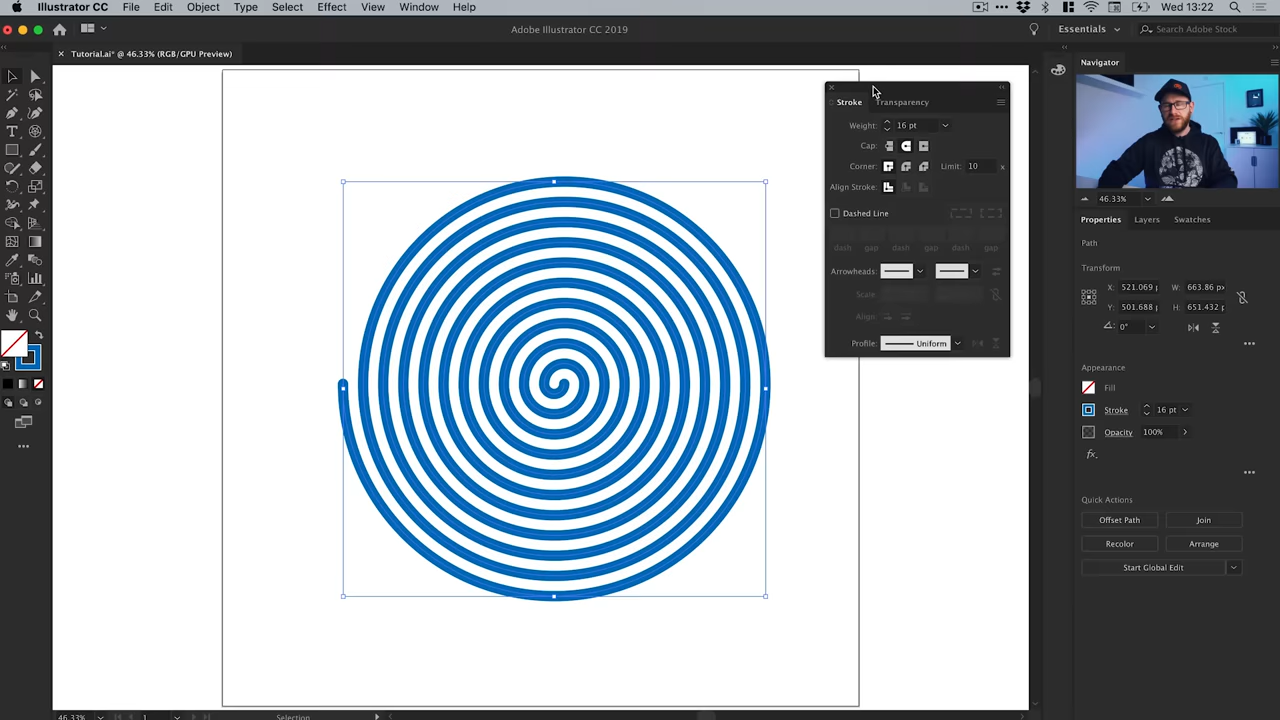 Illustrator CC File Edit Object Type Select Effect View Window Help Wed 13:22
Adobe Illustrator CC 2019 Essentials Search Adobe Stock
Tutorial.ai* @ 46.33% (RGB/GPU Preview)
Navigator
Stroke Transparency
Weight: 16 pt
Cap:
Corner: Limit: 10 x
Align Stroke:
Dashed Line
dash gap dash gap dash gap
Arrowheads:
Scale:
Align:
Profile: Uniform
46.33%
Properties Layers Swatches
Path
Transform
X: 521.069 p W: 663.86 px
Y: 501.688 p H: 651.432 p
0°
Appearance
Fill
Stroke 16 pt
Opacity 100%
fx.
Quick Actions
Offset Path Join
Recolor Arrange
Start Global Edit
46.33% 1 Selection